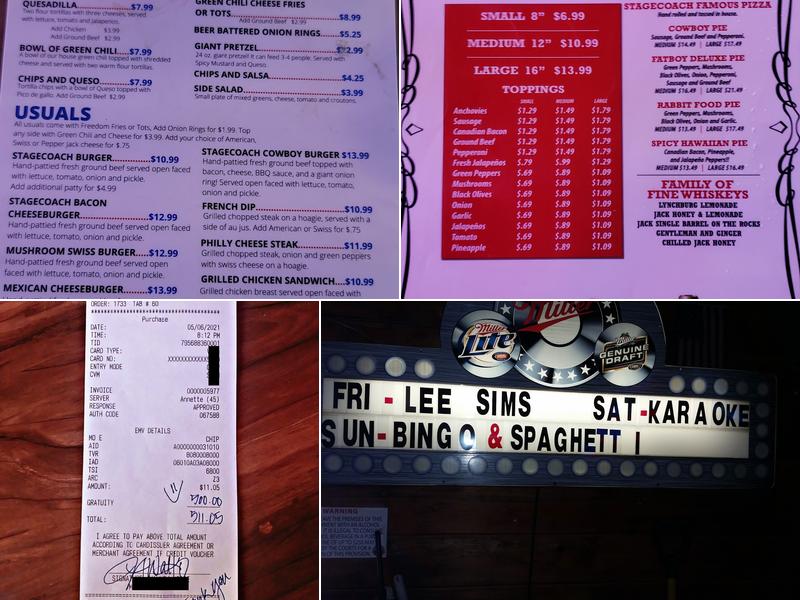 QUESADILLA.......$7.99
Two flour tortillas with three cheeses, served
with lettuce, tomato and jalapeños.
Add Chicken $3.99
Add Ground Beef $2.99
BOWL OF GREEN CHILI....$7.99
A bowl of our house green chili topped with shredded
cheese and served with two warm flour tortillas.
CHIPS AND QUESO..........$7.99
Tortilla chips with a bowl of Queso topped with
Pico de gallo. Add Ground Beef $2.99
GREEN CHILI CHEESE FRIES
OR TOTS..............................$8.99
Add Ground Beef $2.99
BEER BATTERED ONION RINGS.....$5.25
GIANT PRETZEL......................$12.99
24 oz. giant pretzel it can feed 3-4 people. Served with
Spicy Mustard and Queso.
CHIPS AND SALSA.......................$4.25
SIDE SALAD...............................$3.99
Small plate of mixed greens, cheese, tomato and croutons.
USUALS
All usuals come with Freedom Fries or Tots, Add Onion Rings for $1.99. Top
any side with Green Chili and Cheese for $3.99. Add your choice of American,
Swiss or Pepper Jack cheese for $.75
STAGECOACH BURGER..........$10.99
Hand-pattied fresh ground beef served open faced
with lettuce, tomato, onion and pickle.
Add additional patty for $4.99
STAGECOACH BACON
CHEESEBURGER................$12.99
Hand-pattied fresh ground beef served open faced
with lettuce, tomato, onion and pickle.
MUSHROOM SWISS BURGER...$12.99
Hand-pattied fresh ground beef served open
faced with lettuce, tomato, onion and pickle.
MEXICAN CHEESEBURGER.....$13.99
STAGECOACH COWBOY BURGER $13.99
Hand-pattied fresh ground beef topped with
bacon, cheese, BBQ sauce, and a giant onion
ring! Served open faced with lettuce, tomato,
onion and pickle.
FRENCH DIP...........................$10.99
Grilled chopped steak on a hoagie, served with a
side of au jus. Add American or Swiss for $.75
PHILLY CHEESE STEAK...............$11.99
Grilled chopped steak, onion and green peppers
with swiss cheese on a hoagie.
GRILLED CHICKEN SANDWICH....$10.99
Grilled chicken breast served open faced with
SMALL 8" $6.99
MEDIUM 12" $10.99
LARGE 16" $13.99
TOPPINGS
SMALL MEDIUM LARGE
Anchovies $1.29 $1.49 $1.79
Sausage $1.29 $1.49 $1.79
Canadian Bacon $1.29 $1.49 $1.79
Ground Beef $1.29 $1.49 $1.79
Pepperoni $1.29 $1.49 $1.79
Fresh Jalapeños $.79 $.99 $1.29
Green Peppers $.69 $.89 $1.09
Mushrooms $.69 $.89 $1.09
Black Olives $.69 $.89 $1.09
Onion $.69 $.89 $1.09
Garlic $.69 $.89 $1.09
Jalapeños $.69 $.89 $1.09
Tomato $.69 $.89 $1.09
Pineapple $.69 $.89 $1.09
STAGECOACH FAMOUS PIZZA
Hand rolled and tossed in house.
COWBOY PIE
Sausage, Ground Beef and Pepperoni.
MEDIUM $14.49 | LARGE $17.49
FATBOY DELUXE PIE
Green Peppers, Mushrooms,
Black Olives, Onion, Pepperoni,
Sausage and Ground Beef
MEDIUM $16.49 | LARGE $21.49
RABBIT FOOD PIE
Green Peppers, Mushrooms,
Black Olives, Onion and Garlic.
MEDIUM $13.49 | LARGE $17.49
SPICY HAWAIIAN PIE
Canadian Bacon, Pineapple,
and Jalapeño Peppers!!
MEDIUM $13.49 | LARGE $16.49
FAMILY OF
FINE WHISKEYS
LYNCHBURG LEMONADE
JACK HONEY & LEMONADE
JACK SINGLE BARREL ON THE ROCKS
GENTLEMAN AND GINGER
CHILLED JACK HONEY
ORDER: 1733 TAB # 60
Purchase
DATE: 05/06/2021
TIME: 8:12 PM
TID 795688360001
CARD TYPE:
CARD NO: XXXXXXXXXXXX
ENTRY MODE
CVM
INVOICE 0000005977
SERVER Annette (45)
RESPONSE APPROVED
AUTH CODE 067588
EMV DETAILS
MO E CHIP
AID A0000000031010
TVR 8080008000
IAD 06010A03A08000
TSI 6800
ARC Z3
AMOUNT: $11.05
GRATUITY 500.00
TOTAL: 511.05
I AGREE TO PAY ABOVE TOTAL AMOUNT
ACCORDING TO CARDISSUER AGREEMENT OR
MERCHANT AGREEMENT IF CREDIT VOUCHER
Miller
Lite
Miller
Miller
GENUINE
DRAFT
FRI - LEE SIMS SAT-KARAOKE
SUN-BINGO & SPAGHETTI
WARNING